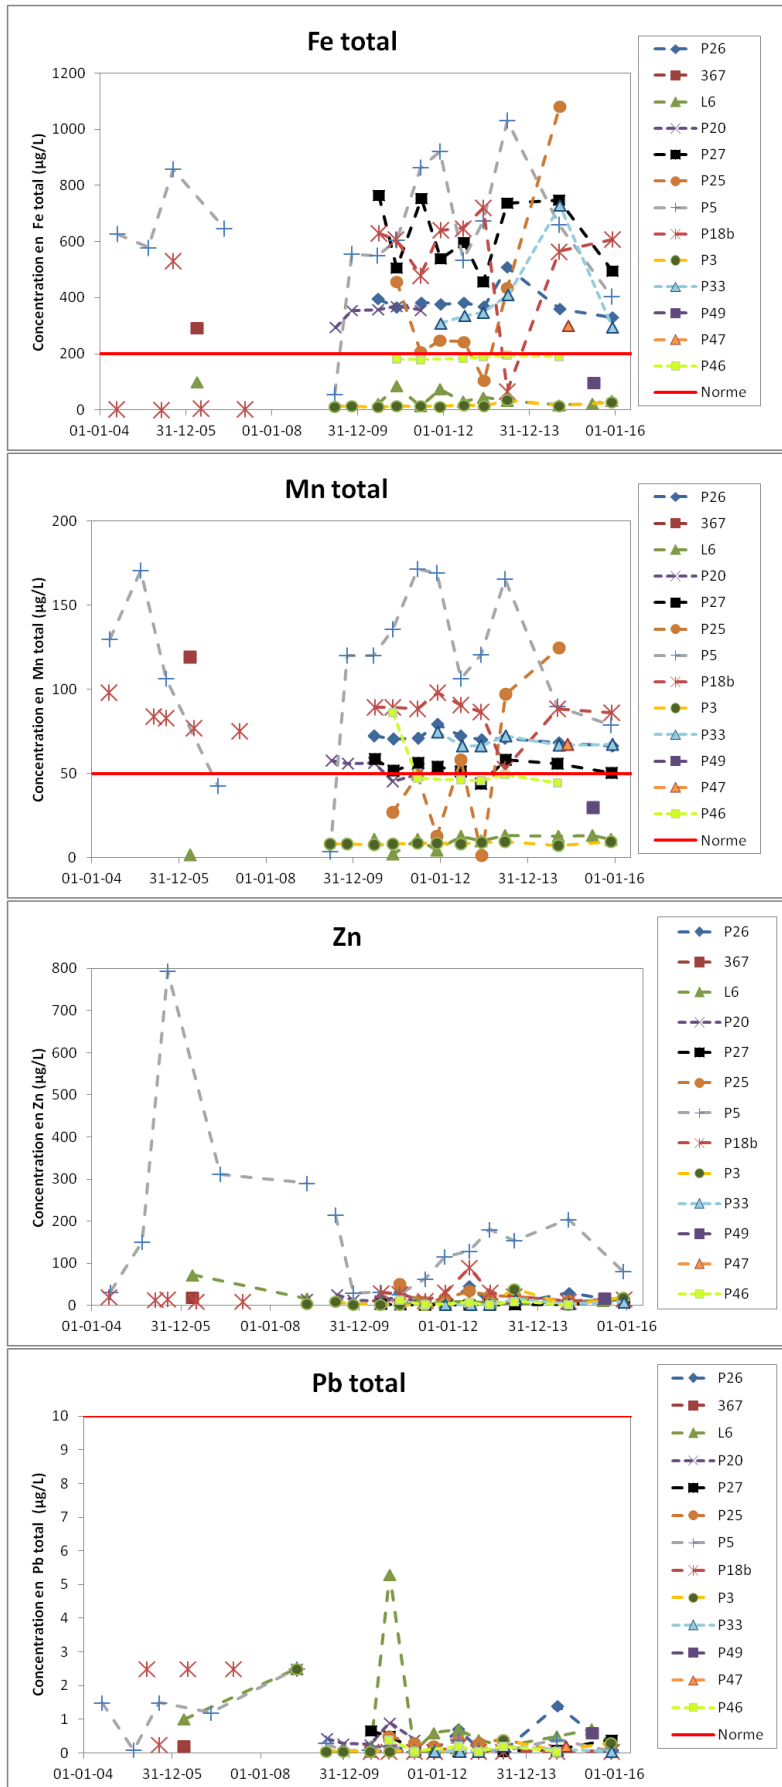 Fe total
Concentration en Fe total (µg/L)
1200
1000
800
600
400
200
0
01-01-04
31-12-05
01-01-08
31-12-09
01-01-12
31-12-13
01-01-16
P26
367
L6
P20
P27
P25
P5
P18b
P3
P33
P49
P47
P46
Norme
Mn total
Concentration en Mn total (µg/L)
200
150
100
50
0
01-01-04
31-12-05
01-01-08
31-12-09
01-01-12
31-12-13
01-01-16
P26
367
L6
P20
P27
P25
P5
P18b
P3
P33
P49
P47
P46
Norme
Zn
Concentration en Zn (µg/L)
800
700
600
500
400
300
200
100
0
01-01-04
31-12-05
01-01-08
31-12-09
01-01-12
31-12-13
01-01-16
P26
367
L6
P20
P27
P25
P5
P18b
P3
P33
P49
P47
P46
Pb total
Concentration en Pb total (µg/L)
10
9
8
7
6
5
4
3
2
1
0
01-01-04
31-12-05
01-01-08
31-12-09
01-01-12
31-12-13
01-01-16
P26
367
L6
P20
P27
P25
P5
P18b
P3
P33
P49
P47
P46
Norme